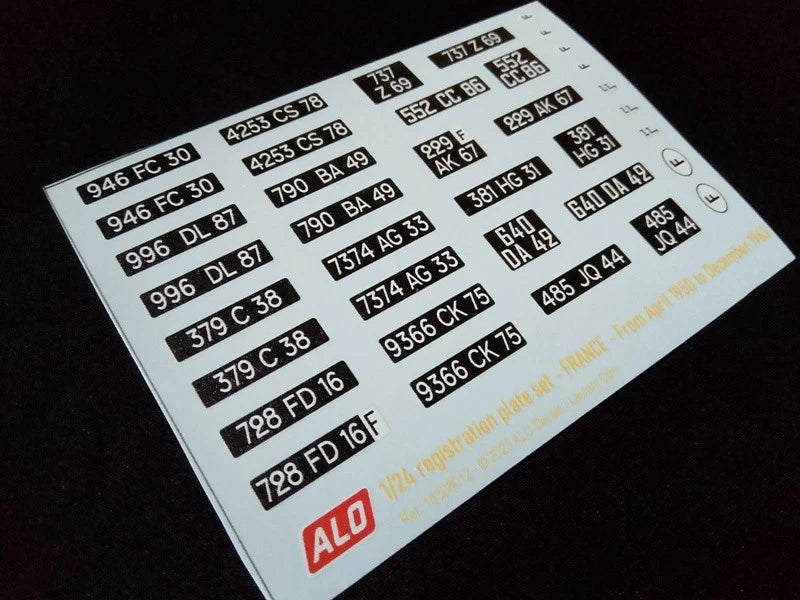 946 FC 30
946 FC 30
996 DL 87
996 DL 87
379 C 38
379 C 38
728 FD 16
728 FD 16 F
4253 CS 78
4253 CS 78
790 BA 49
790 BA 49
7374 AG 33
7374 AG 33
9366 CK 75
9366 CK 75
737
Z 69
737 Z 69
552 CC 86
552
CC 86
229 F
AK 67
229 AK 67
381 HG 31
381
HG 31
640
DA 42
640 DA 42
485 JQ 44
485
JQ 44
F
F
F
F
F
F
F
F
ALO
1/24 registration plate set - FRANCE - From April 1950 to December
Ref. © 2020 ALO Decals